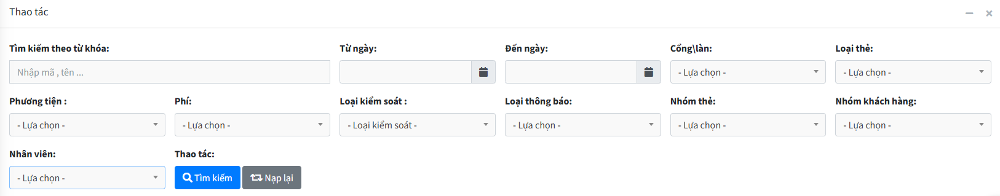 Thao tác
Tìm kiếm theo từ khóa: Từ ngày: Đến ngày: Cổng\làn: Loại thẻ:
Nhập mã , tên ... - Lựa chọn - - Lựa chọn -
Phương tiện : Phí: Loại kiểm soát : Loại thông báo: Nhóm thẻ: Nhóm khách hàng:
- Lựa chọn - - Lựa chọn - - Loại kiểm soát - - Lựa chọn - - Lựa chọn - - Lựa chọn -
Nhân viên: Thao tác:
- Lựa chọn - Tìm kiếm Nạp lại